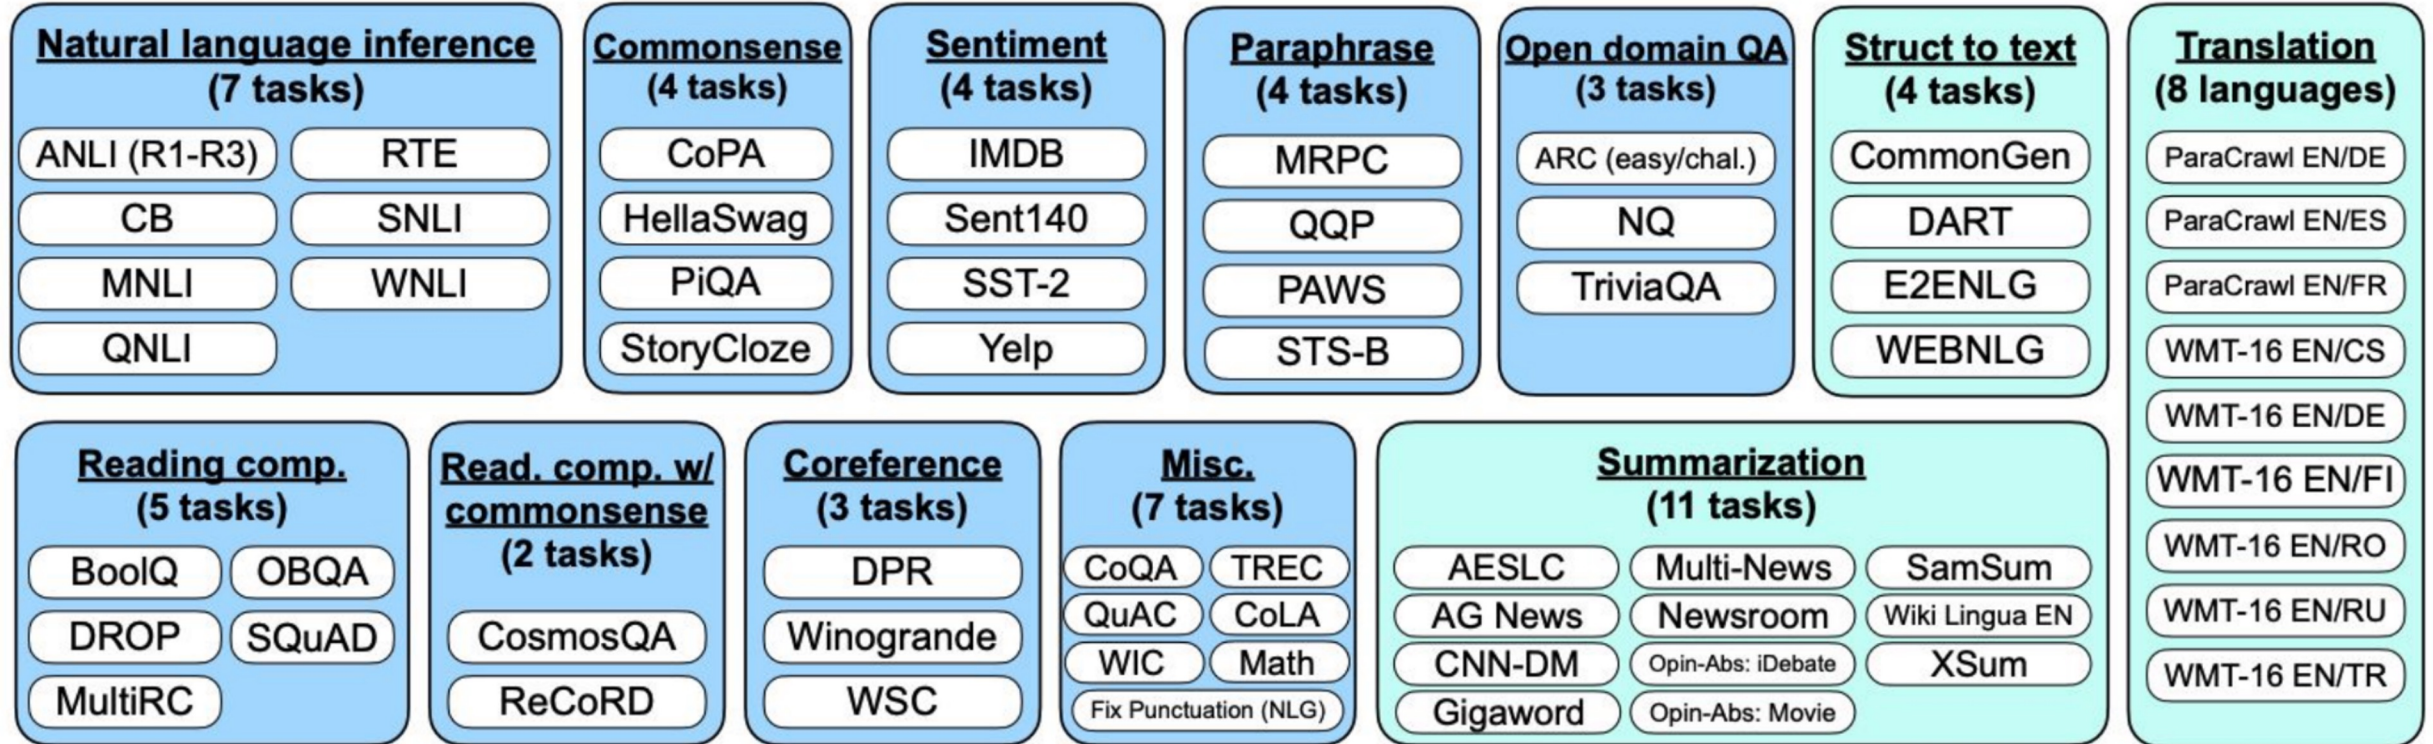 Natural language inference
(7 tasks)
ANLI (R1-R3)
RTE
CB
SNLI
MNLI
WNLI
QNLI
Commonsense
(4 tasks)
CoPA
HellaSwag
PiQA
StoryCloze
Sentiment
(4 tasks)
IMDB
Sent140
SST-2
Yelp
Paraphrase
(4 tasks)
MRPC
QQP
PAWS
STS-B
Open domain QA
(3 tasks)
ARC (easy/chal.)
NQ
TriviaQA
Struct to text
(4 tasks)
CommonGen
DART
E2ENLG
WEBNLG
Translation
(8 languages)
ParaCrawl EN/DE
ParaCrawl EN/ES
ParaCrawl EN/FR
WMT-16 EN/CS
WMT-16 EN/DE
WMT-16 EN/FI
WMT-16 EN/RO
WMT-16 EN/RU
WMT-16 EN/TR
Reading comp.
(5 tasks)
BoolQ
OBQA
DROP
SQuAD
MultiRC
Read. comp. w/
commonsense
(2 tasks)
CosmosQA
ReCoRD
Coreference
(3 tasks)
DPR
Winogrande
WSC
Misc.
(7 tasks)
CoQA
TREC
QuAC
CoLA
WIC
Math
Fix Punctuation (NLG)
Summarization
(11 tasks)
AESLC
Multi-News
SamSum
AG News
Newsroom
Wiki Lingua EN
CNN-DM
Opin-Abs: iDebate
XSum
Gigaword
Opin-Abs: Movie